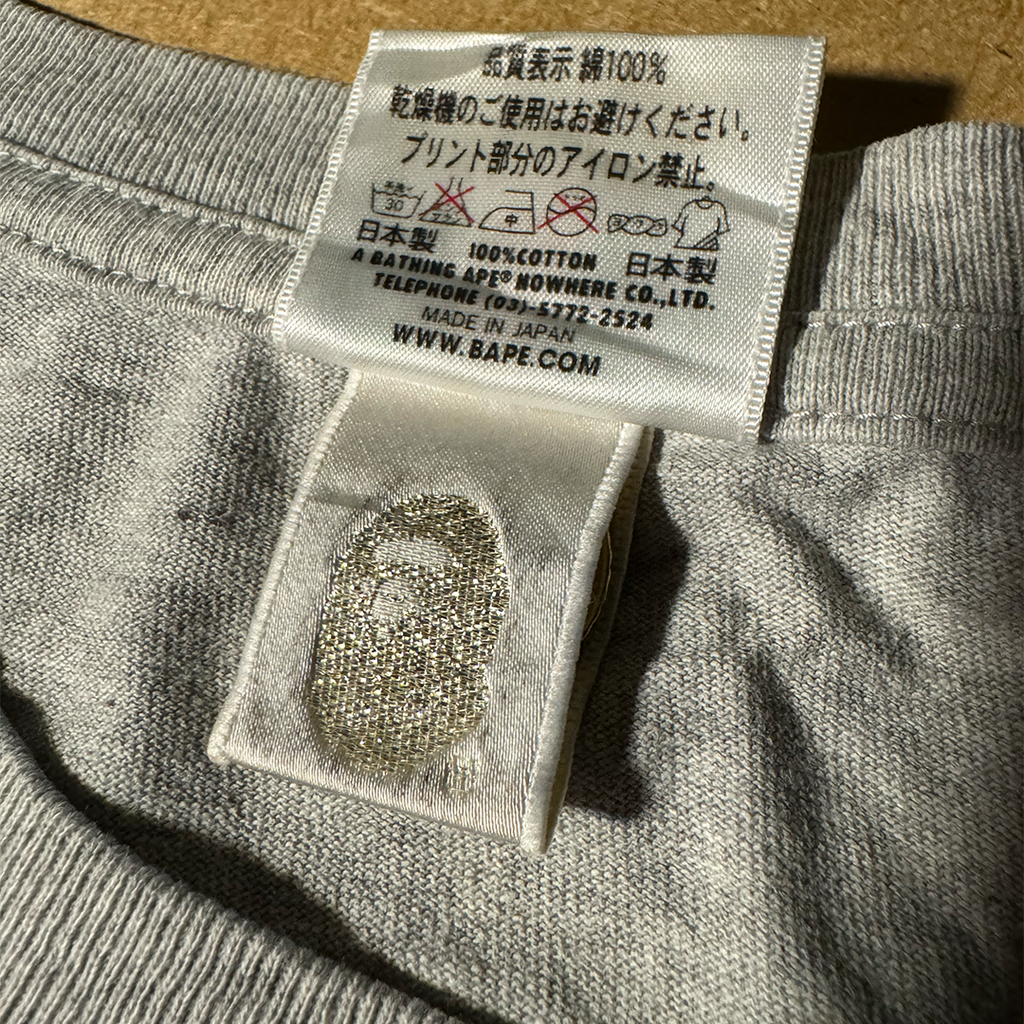 品質表示 綿100%
乾燥機のご使用はお避けください。
プリント部分のアイロン禁止。
30 中
日本製 100%COTTON 日本製
A BATHING APE® NOWHERE CO.,LTD.
TELEPHONE (03)-5772-2524
MADE IN JAPAN
WWW.BAPE.COM